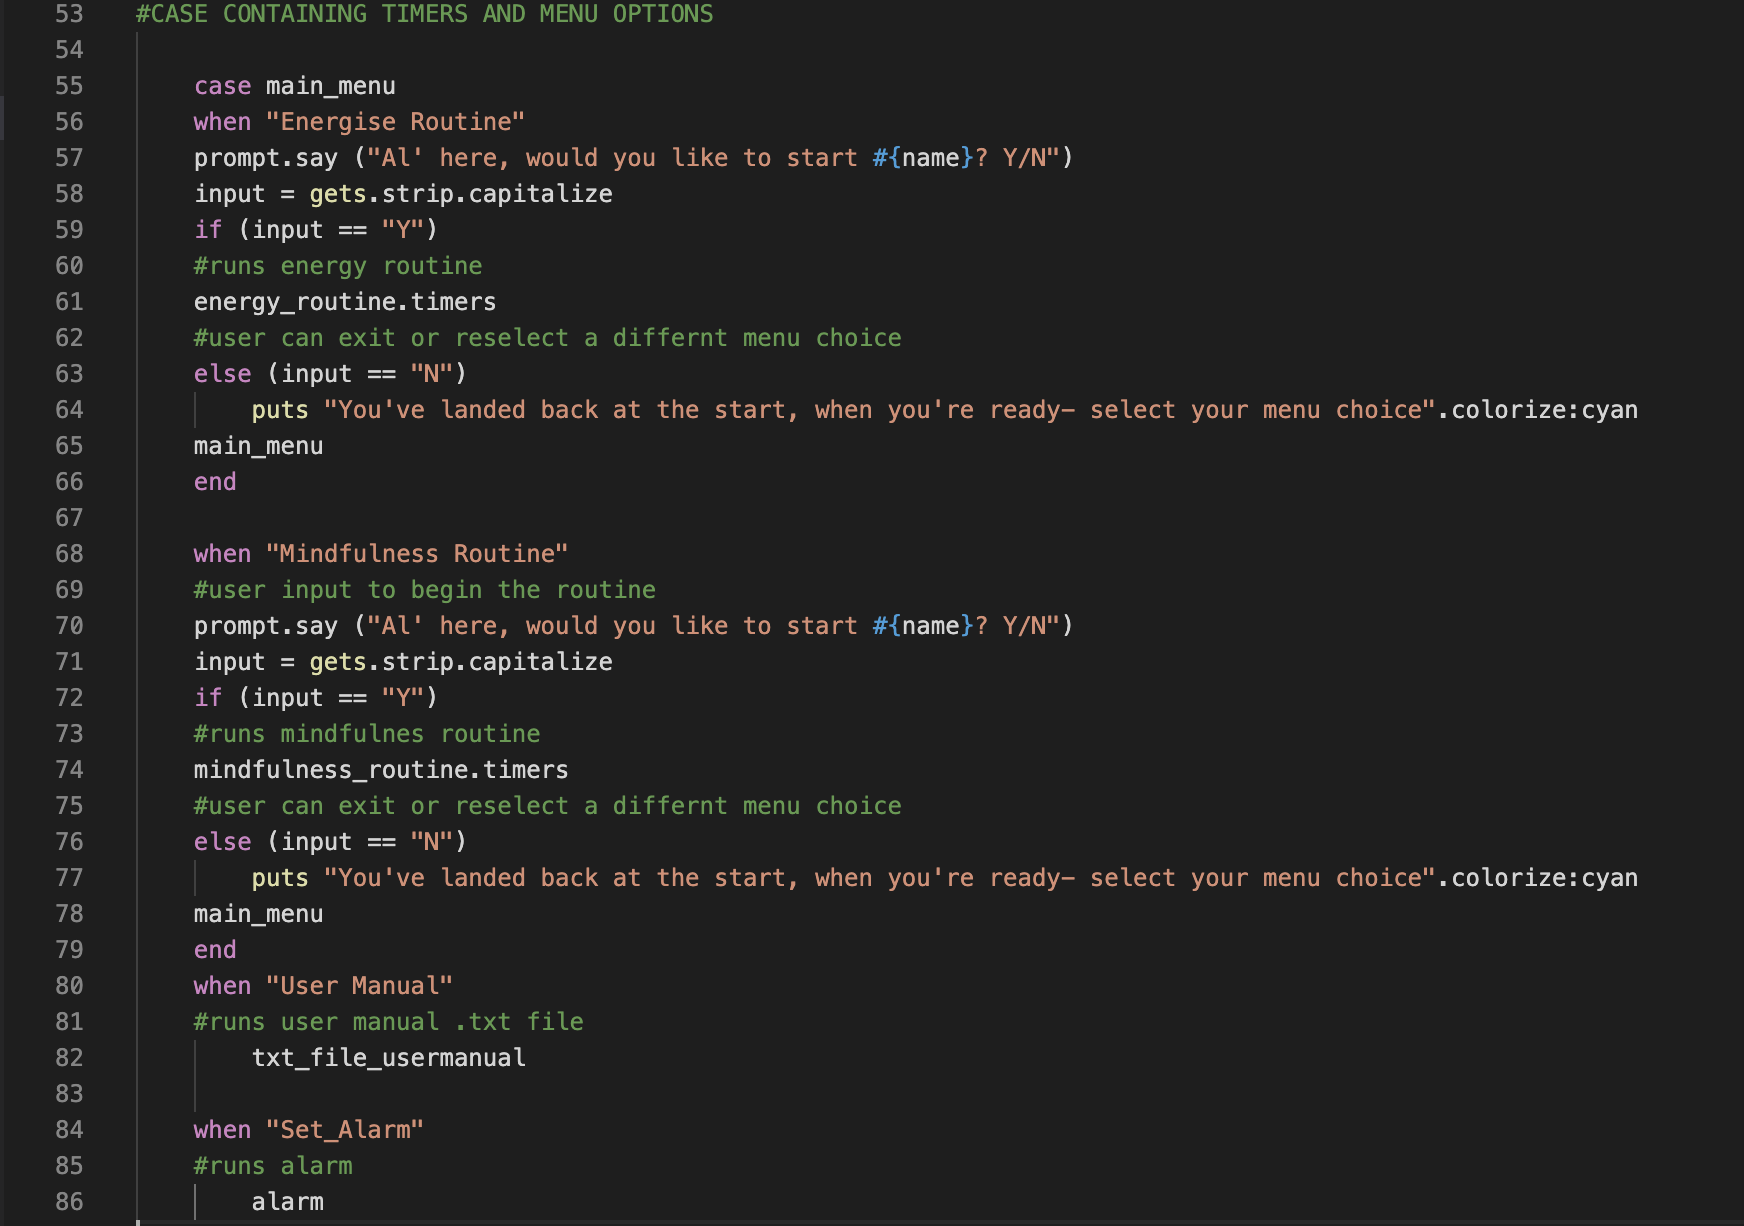 53 #CASE CONTAINING TIMERS AND MENU OPTIONS
54
55 case main_menu
56 when "Energise Routine"
57 prompt.say ("Al' here, would you like to start #{name}? Y/N")
58 input = gets.strip.capitalize
59 if (input == "Y")
60 #runs energy routine
61 energy_routine.timers
62 #user can exit or reselect a differnt menu choice
63 else (input == "N")
64 puts "You've landed back at the start, when you're ready- select your menu choice".colorize:cyan
65 main_menu
66 end
67
68 when "Mindfulness Routine"
69 #user input to begin the routine
70 prompt.say ("Al' here, would you like to start #{name}? Y/N")
71 input = gets.strip.capitalize
72 if (input == "Y")
73 #runs mindfulnes routine
74 mindfulness_routine.timers
75 #user can exit or reselect a differnt menu choice
76 else (input == "N")
77 puts "You've landed back at the start, when you're ready- select your menu choice".colorize:cyan
78 main_menu
79 end
80 when "User Manual"
81 #runs user manual .txt file
82 txt_file_usermanual
83
84 when "Set_Alarm"
85 #runs alarm
86 alarm